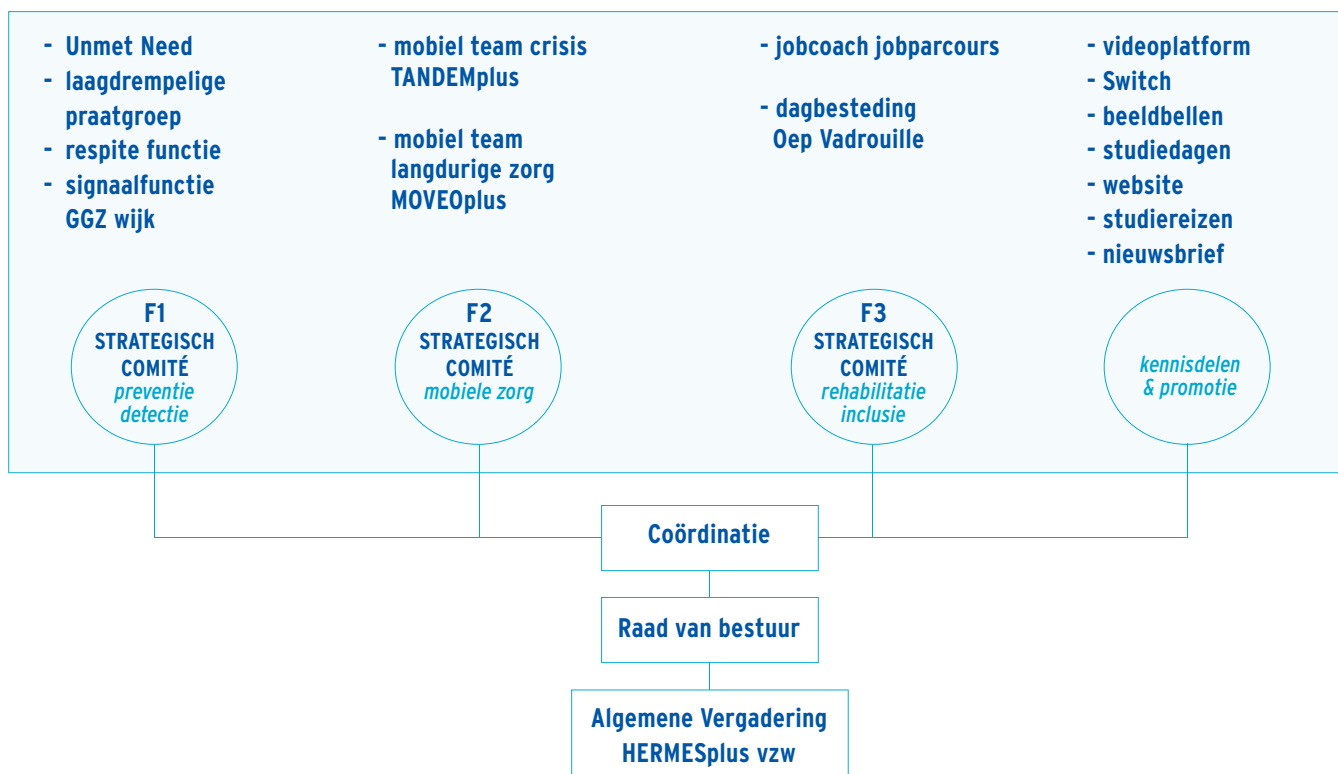 - Unmet Need
- laagdrempelige
praatgroep
- respite functie
- signaalfunctie
GGZ wijk
- mobiel team crisis
TANDEMplus
- mobiel team
langdurige zorg
MOVEOplus
- jobcoach jobparcours
- dagbesteding
Oep Vadrouille
- videoplatform
- Switch
- beeldbellen
- studiedagen
- website
- studiereizen
- nieuwsbrief
F1
STRATEGISCH
COMITÉ
preventie
detectie
F2
STRATEGISCH
COMITÉ
mobiele zorg
F3
STRATEGISCH
COMITÉ
rehabilitatie
inclusie
kennisdelen
& promotie
Coördinatie
Raad van bestuur
Algemene Vergadering
HERMESplus vzw